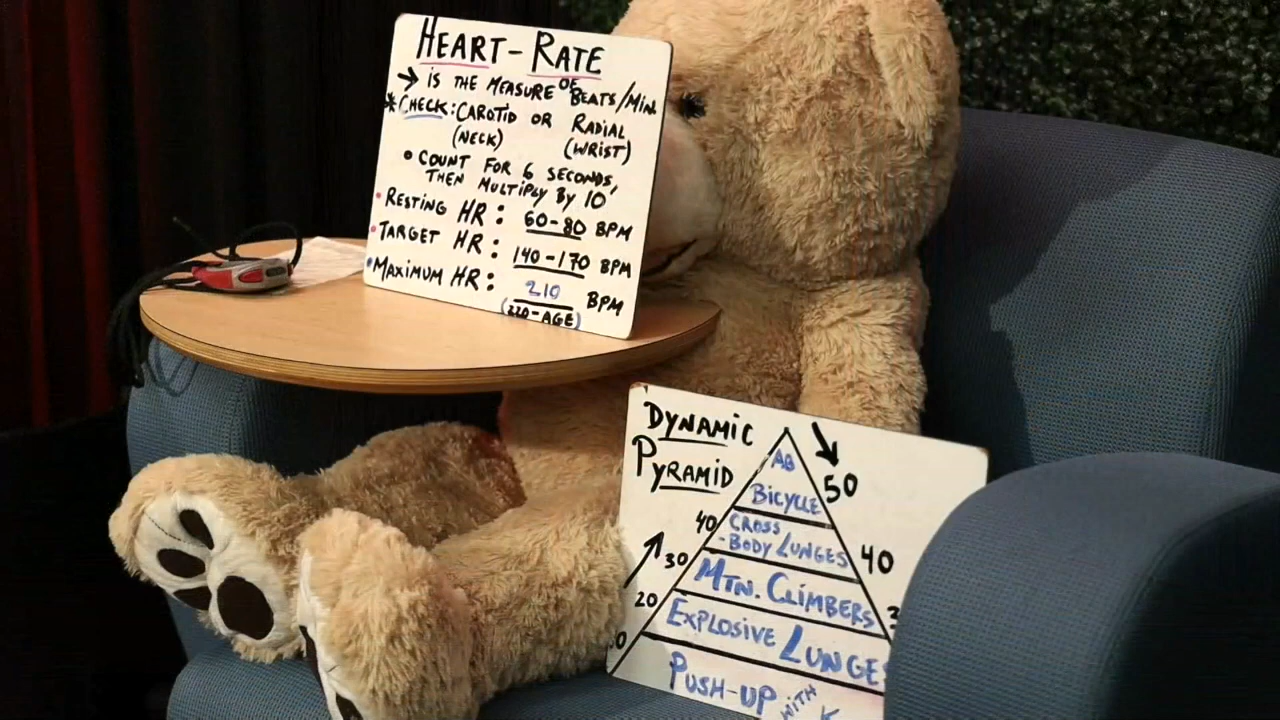 HEART-RATE
→ IS THE MEASURE OF BEATS/MIN.
*CHECK: CAROTID OR RADIAL
(NECK) (WRIST)
• COUNT FOR 6 SECONDS,
THEN MULTIPLY BY 10
• RESTING HR: 60-80 BPM
• TARGET HR: 140-170 BPM
• MAXIMUM HR: 210 BPM
(220-AGE)
DYNAMIC
PYRAMID
AB
BICYCLE 50
40 CROSS
-BODY LUNGES 40
30 MTN. CLIMBERS
20 EXPLOSIVE LUNGE
PUSH-UP WITH